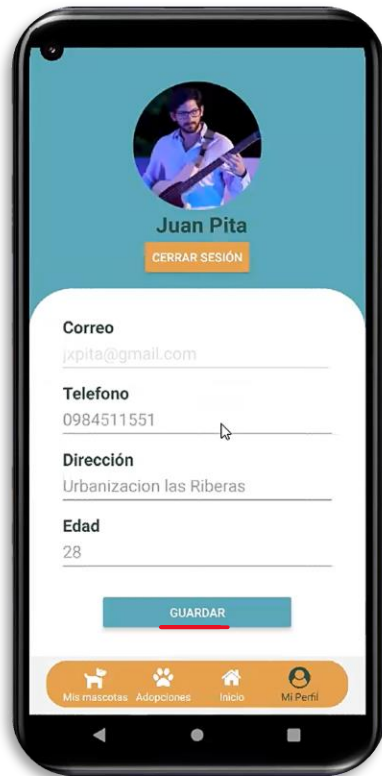 Juan Pita
CERRAR SESIÓN
Correo
jxpita@gmail.com
Telefono
0984511551
Dirección
Urbanizacion las Riberas
Edad
28
GUARDAR
Mis mascotas Adopciones Inicio Mi Perfil